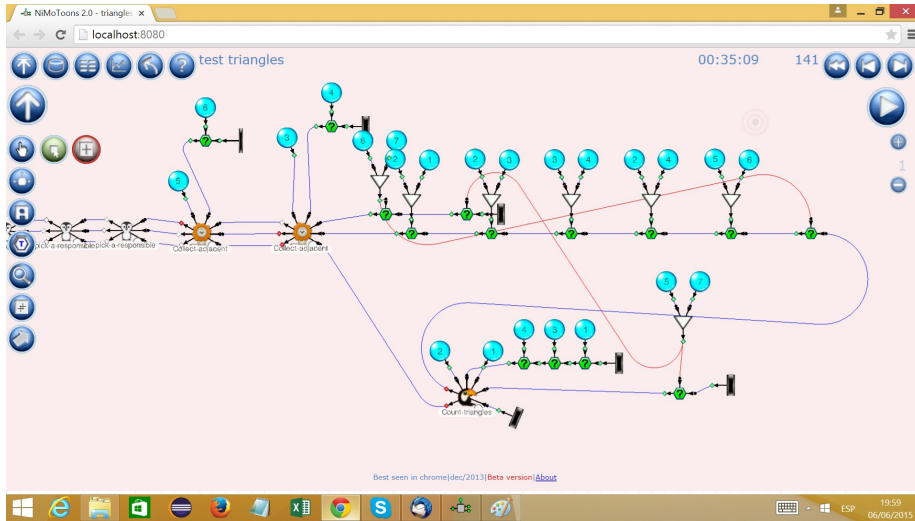 NiMoToons 2.0 - triangles
localhost:8080
test triangles
00:35:09
141
6
4
3
6
7
2
1
2
3
3
4
2
4
5
6
5
1
pick-a-responsible
pick-a-responsible
Collect-adjacent
Collect-adjacent
5
7
4
3
1
2
1
Count-triangles
Best seen in chrome|dec/2013|Beta version|About
ESP
19:59
06/06/2015